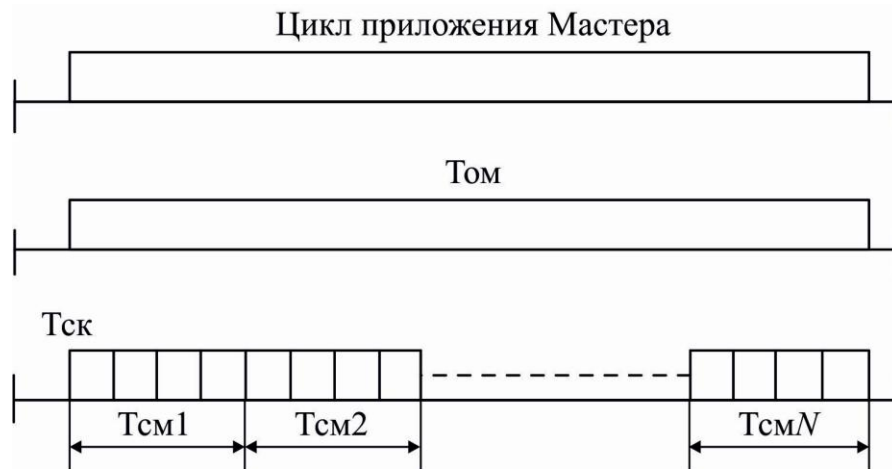 Цикл приложения Мастера
Том
Тск
Тсм1 Тсм2 ТсмN